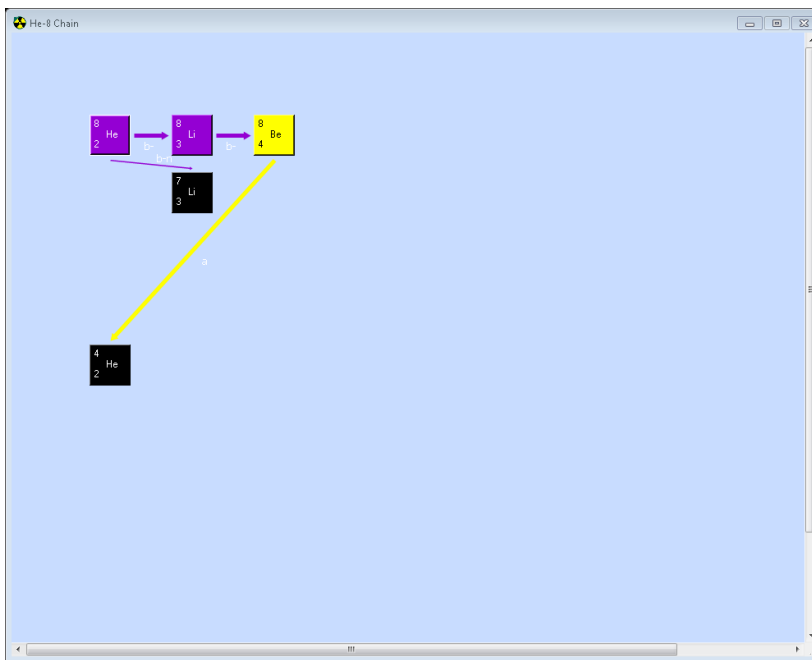 He-8 Chain
8 He 2
b-
8 Li 3
b-
8 Be 4
b-n
7 Li 3
a
4 He 2